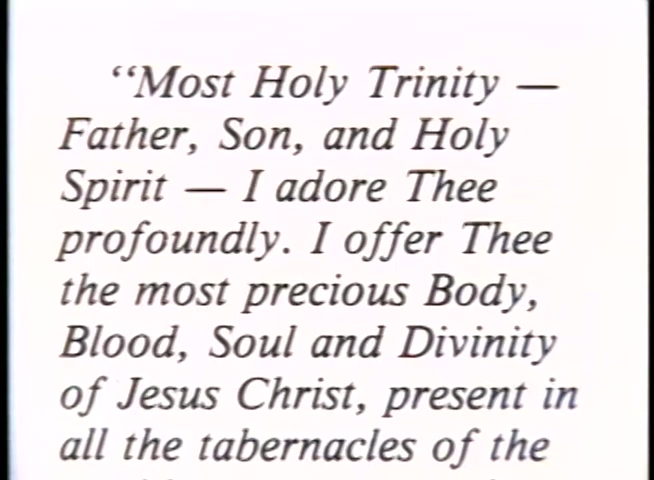 “Most Holy Trinity —
Father, Son, and Holy
Spirit — I adore Thee
profoundly. I offer Thee
the most precious Body,
Blood, Soul and Divinity
of Jesus Christ, present in
all the tabernacles of the